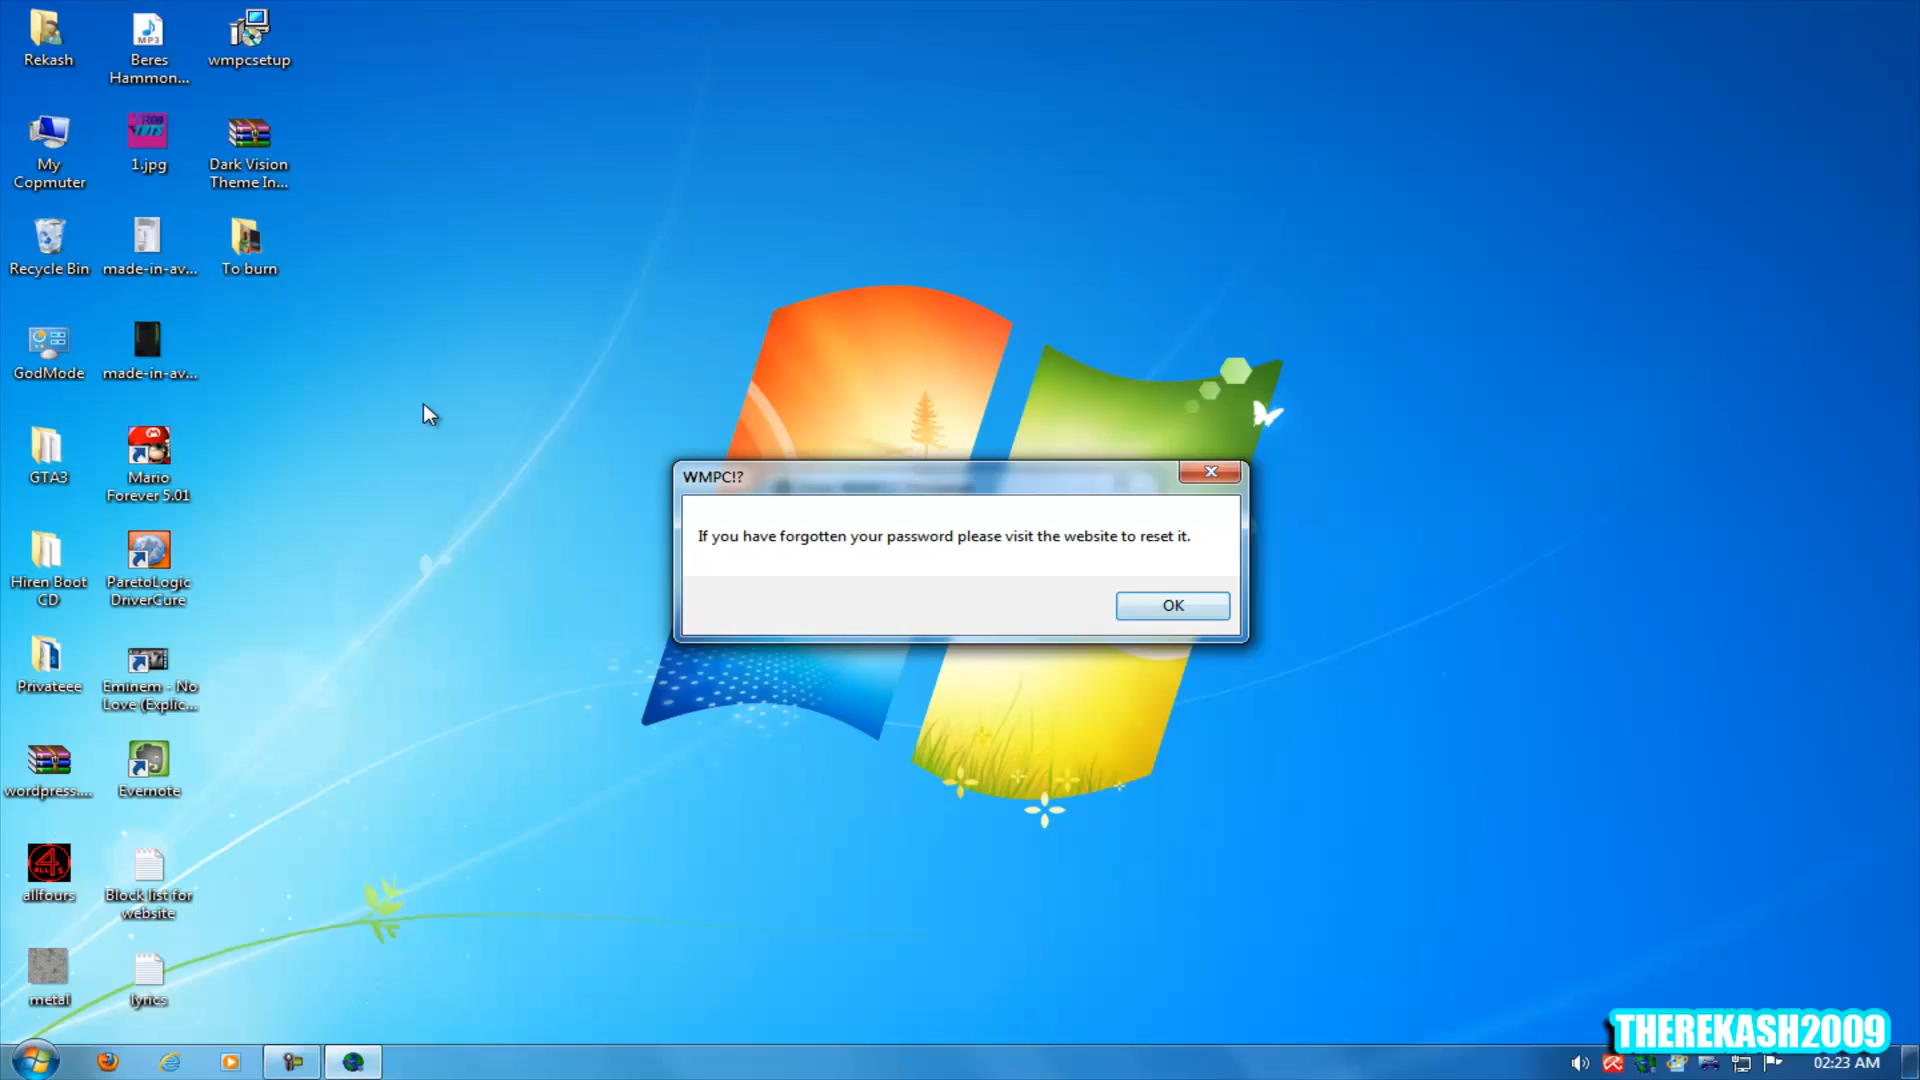 Rekash
Beres
Hammon...
wmpcsetup
My
Copmuter
1.jpg
Dark Vision
Theme In...
Recycle Bin
made-in-av...
To burn
GodMode
made-in-av...
GTA3
Mario
Forever 5.01
Hiren Boot
CD
ParetoLogic
DriverCure
Privateee
Eminem - No
Love (Explic...
wordpress....
Evernote
allfours
Block list for
website
metal
lyrics
WMPC!?
If you have forgotten your password please visit the website to reset it.
OK
THEREKASH2009
02:23 AM